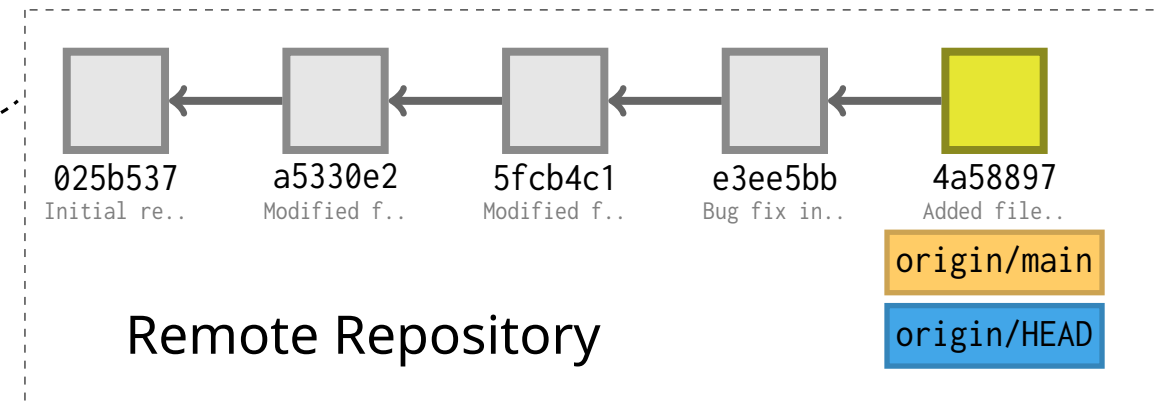 025b537 a5330e2 5fcb4c1 e3ee5bb 4a58897
Initial re.. Modified f.. Modified f.. Bug fix in.. Added file..
origin/main
Remote Repository
origin/HEAD